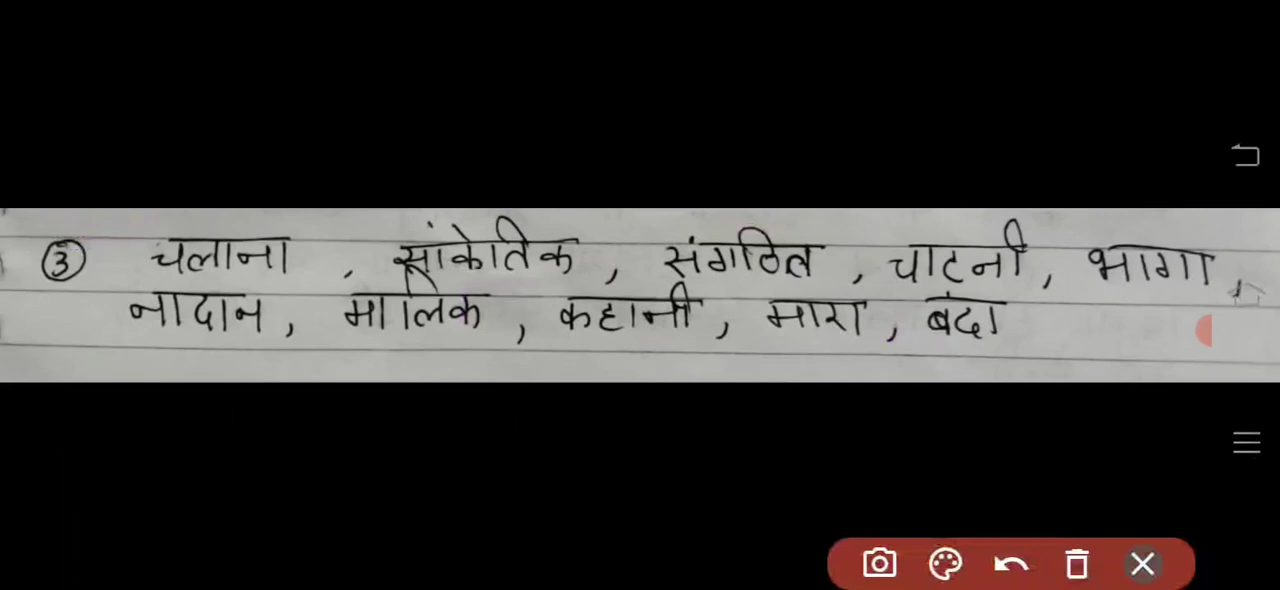 ③ चलाना , सांकेतिक , संगठित , चाटनी , भागा ,
नादान , मालिक , कहानी , मारा , बंदा